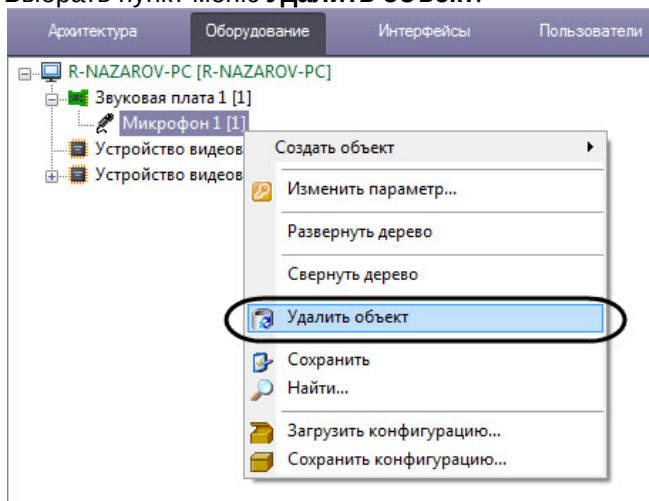 Выбрать пункт меню Удалить объект.
Архитектура Оборудование Интерфейсы Пользователи
R-NAZAROV-PC [R-NAZAROV-PC]
Звуковая плата 1 [1]
Микрофон 1 [1]
Устройство видеов
Устройство видеов
Создать объект
Изменить параметр...
Развернуть дерево
Свернуть дерево
Удалить объект
Сохранить
Найти...
Загрузить конфигурацию...
Сохранить конфигурацию...